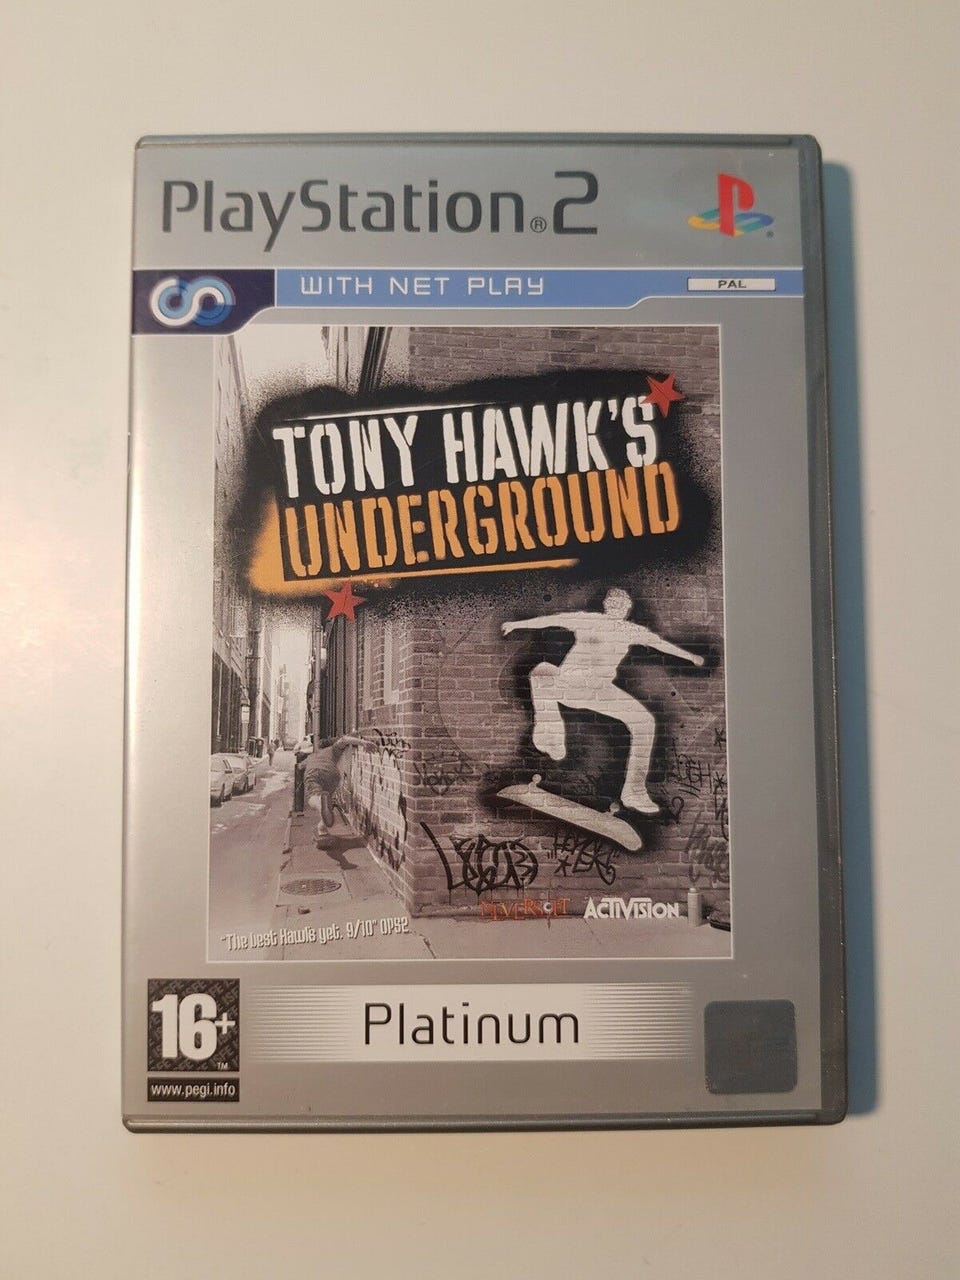 PlayStation®2
WITH NET PLAY
PAL
TONY HAWK'S
UNDERGROUND
NEVERSOFT ACTIVISION
"The best Hawk's yet. 9/10" OPS2
16+
TM
Platinum
www.pegi.info